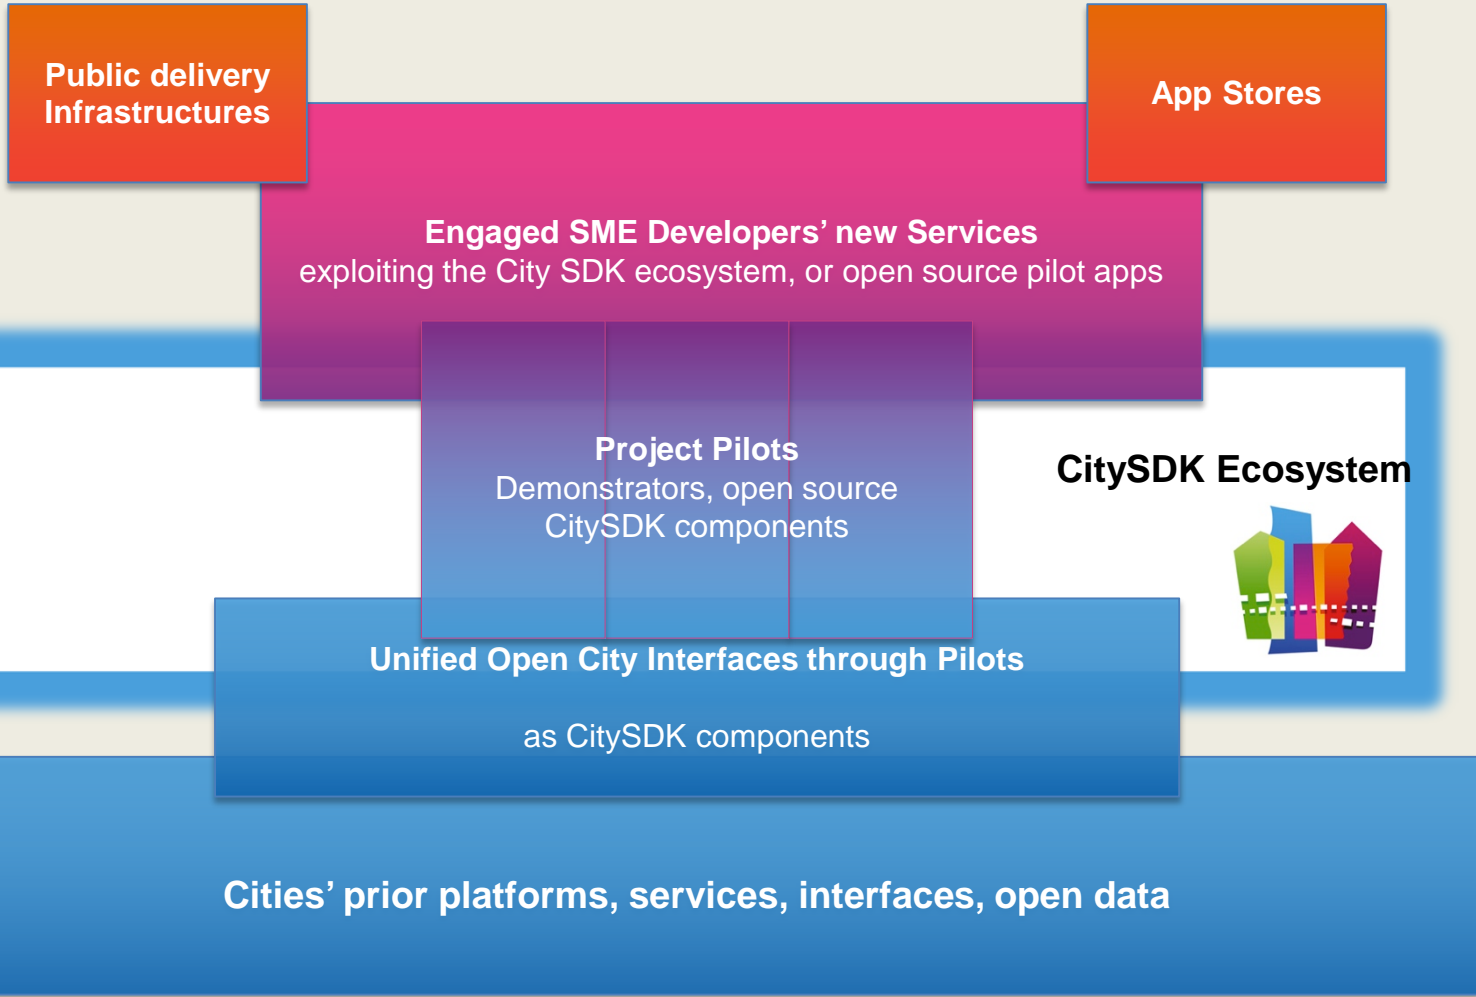 Public delivery
Infrastructures
App Stores
Engaged SME Developers’ new Services
exploiting the City SDK ecosystem, or open source pilot apps
Project Pilots
Demonstrators, open source
CitySDK components
CitySDK Ecosystem
Unified Open City Interfaces through Pilots
as CitySDK components
Cities’ prior platforms, services, interfaces, open data